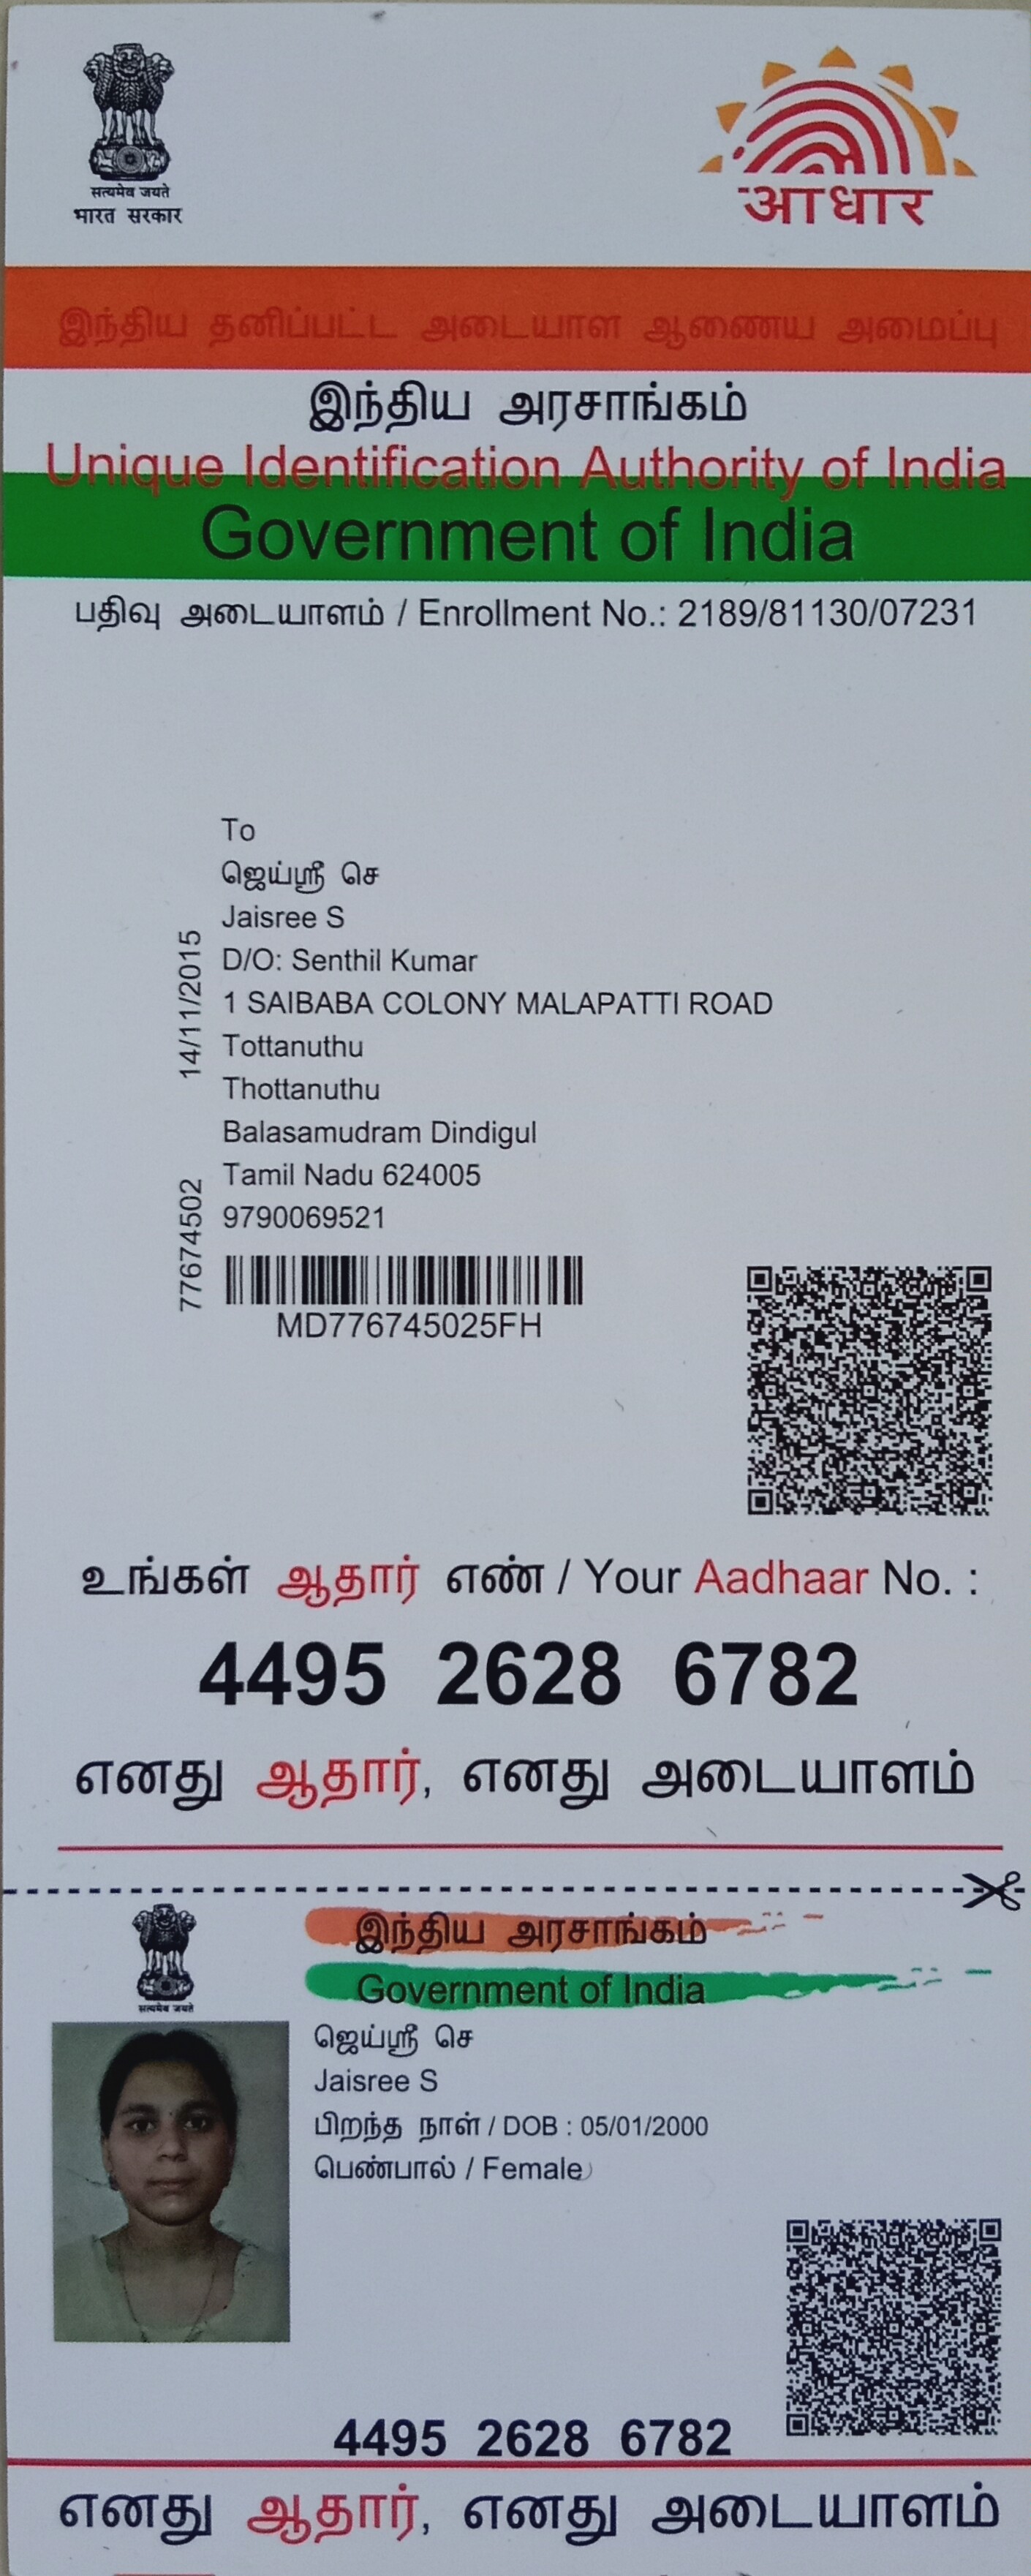 सत्यमेव जयते
भारत सरकार
आधार
இந்திய தனிப்பட்ட அடையாள ஆணைய அமைப்பு
இந்திய அரசாங்கம்
Unique Identification Authority of India
Government of India
பதிவு அடையாளம் / Enrollment No.: 2189/81130/07231
To
ஜெய்ஸ்ரீ செ
Jaisree S
D/O: Senthil Kumar
1 SAIBABA COLONY MALAPATTI ROAD
Tottanuthu
Thottanuthu
Balasamudram Dindigul
Tamil Nadu 624005
9790069521
14/11/2015
77674502
MD776745025FH
உங்கள் ஆதார் எண் / Your Aadhaar No. :
4495 2628 6782
எனது ஆதார், எனது அடையாளம்
सत्यमेव जयते
இந்திய அரசாங்கம்
Government of India
ஜெய்ஸ்ரீ செ
Jaisree S
பிறந்த நாள் / DOB : 05/01/2000
பெண்பால் / Female
4495 2628 6782
எனது ஆதார், எனது அடையாளம்